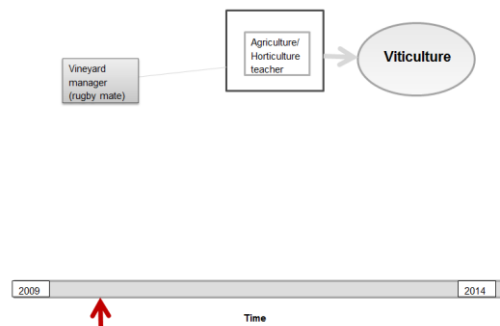 Agriculture/
Horticulture
teacher
Viticulture
Vineyard
manager
(rugby mate)
2009
2014
Time